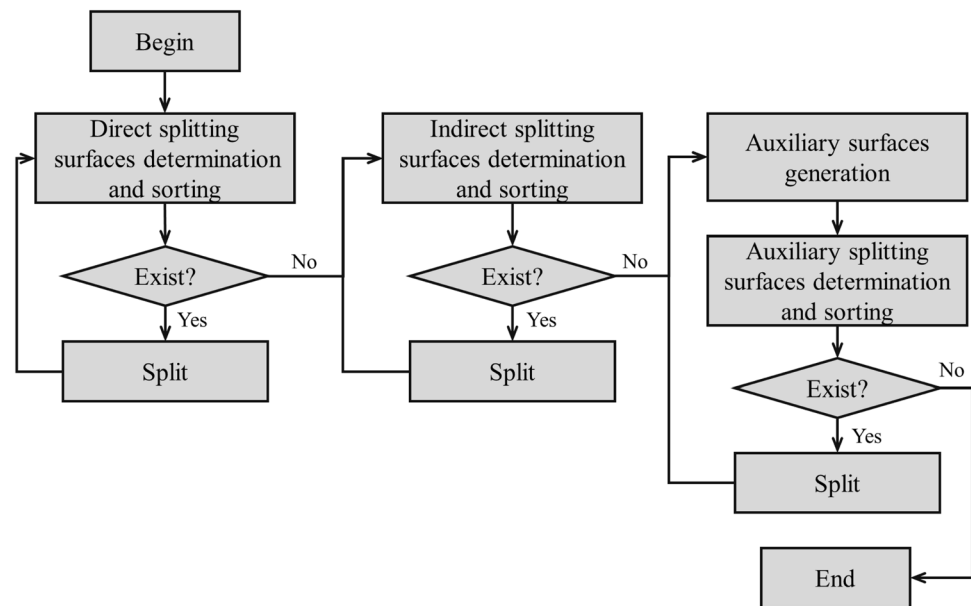 Begin
Direct splitting
surfaces determination
and sorting
Exist?
No
Yes
Split
Indirect splitting
surfaces determination
and sorting
Exist?
No
Yes
Split
Auxiliary surfaces
generation
Auxiliary splitting
surfaces determination
and sorting
Exist?
No
Yes
Split
End